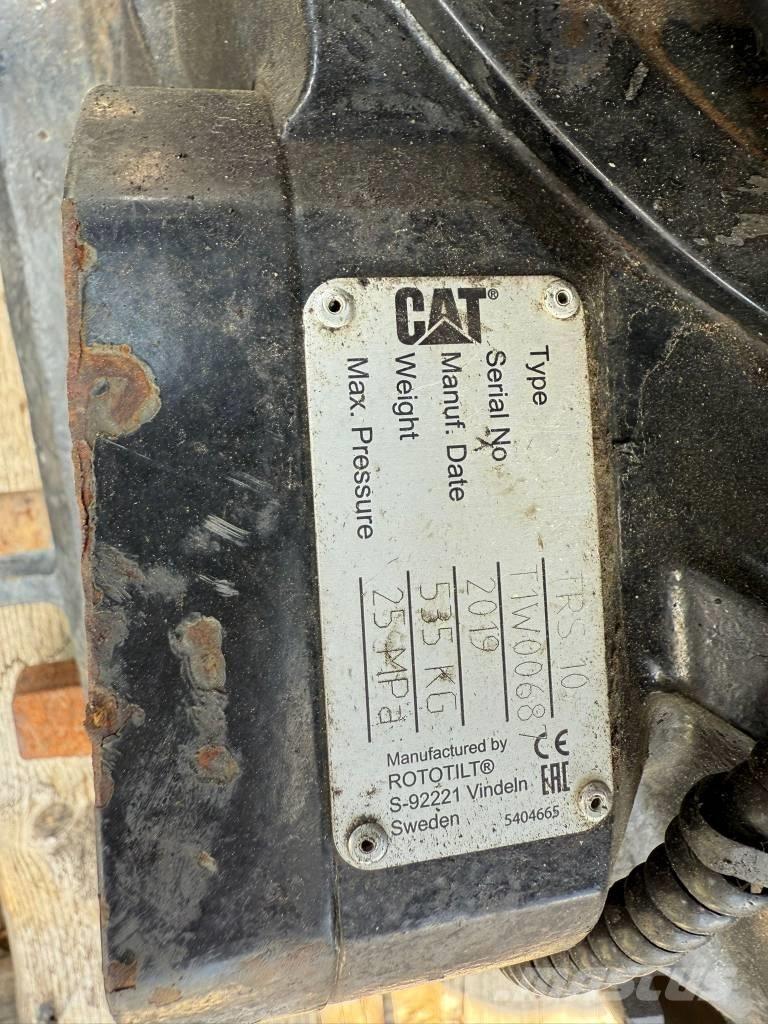 CAT®
Type TRS 10
Serial No T1W00687
Manuf. Date 2019
Weight 535 KG
Max. Pressure 25 MPa
Manufactured by
ROTOTILT®
S-92221 Vindeln
Sweden
CE
EAC
5404665